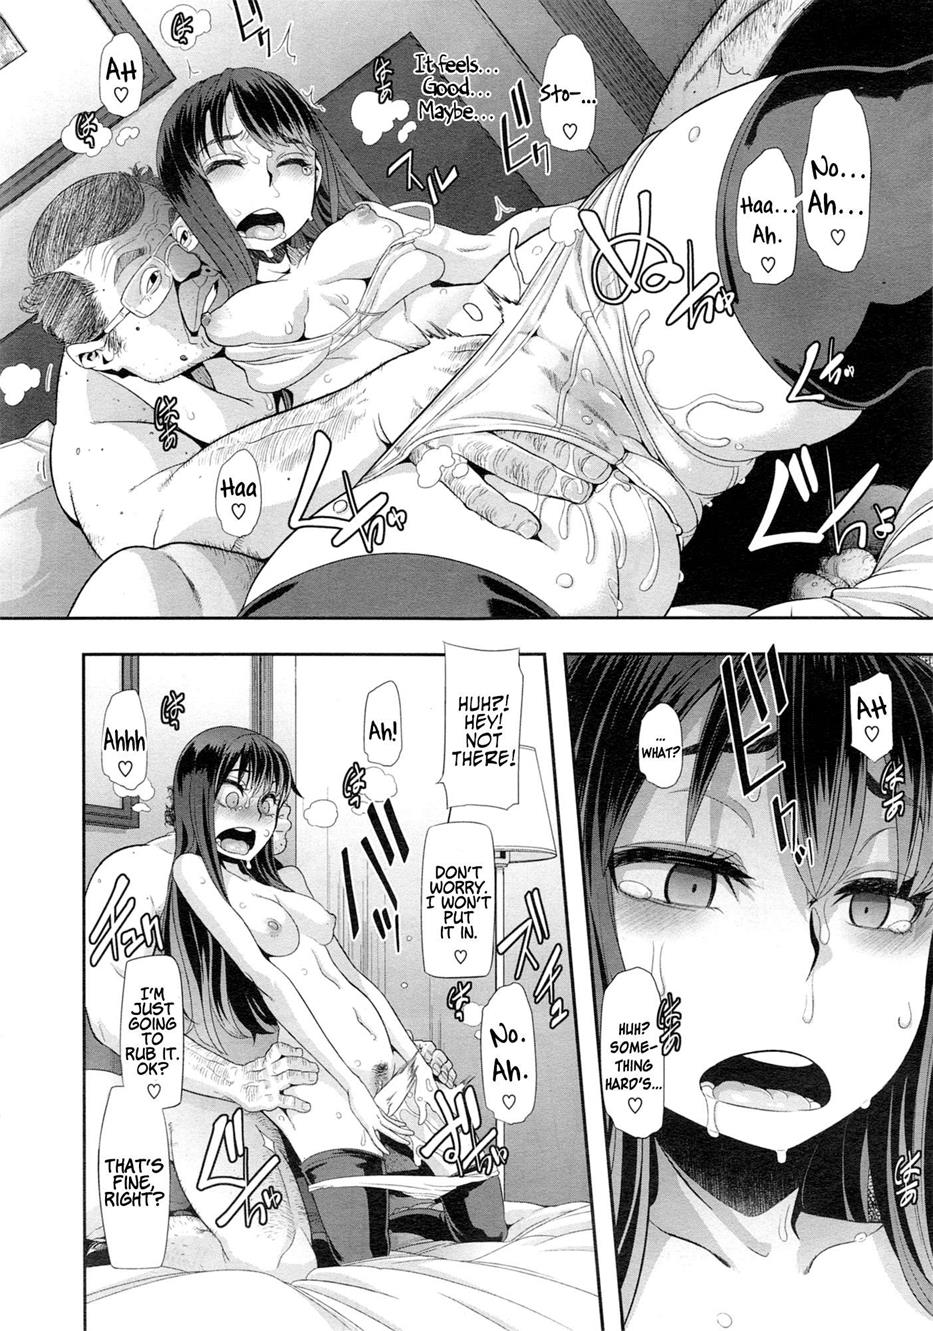 No...
Ah...
♡
Haa...
Ah.
♡
Sto-...
♡
It feels...
Good...
Maybe...
AH
♡
Haa
♡
AH
♡
...
WHAT?
HUH?
SOME-
THING
HARD'S...
♡
HUH?!
HEY!
NOT
THERE!
DON'T
WORRY.
I WON'T
PUT
IT IN.
♡
No.
Ah.
♡
Ah!
Ahhh
♡
I'M
JUST
GOING
TO
RUB IT.
OK?
♡
THAT'S
FINE,
RIGHT?